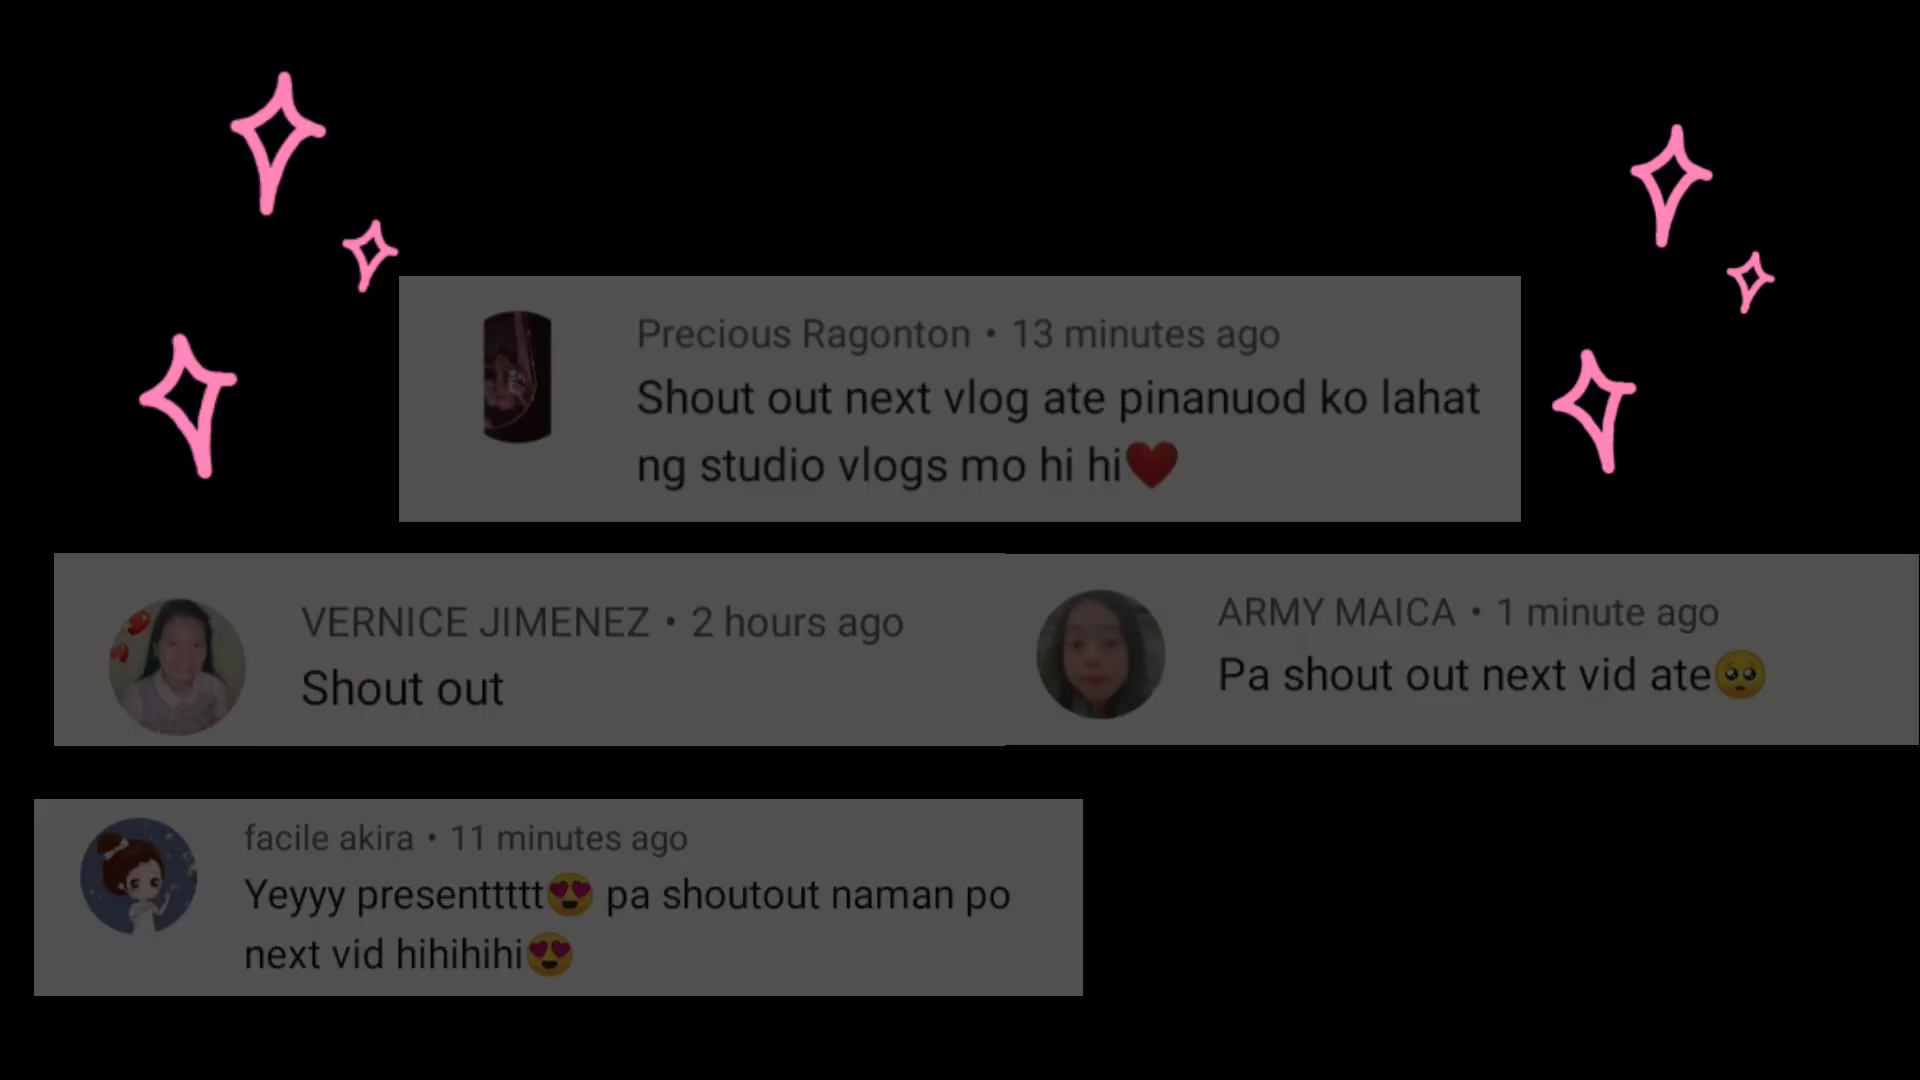 Precious Ragonton • 13 minutes ago
Shout out next vlog ate pinanuod ko lahat
ng studio vlogs mo hi hi❤️
VERNICE JIMENEZ • 2 hours ago
Shout out
ARMY MAICA • 1 minute ago
Pa shout out next vid ate🥺
facile akira • 11 minutes ago
Yeyyy presenttttt😍 pa shoutout naman po
next vid hihihihi😍